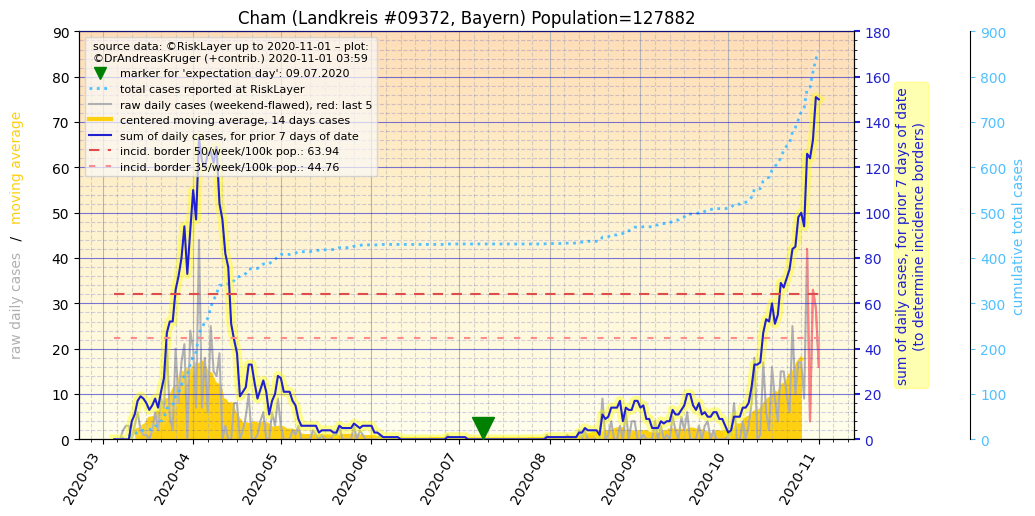 Cham (Landkreis #09372, Bayern) Population=127882
source data: ©RiskLayer up to 2020-11-01 – plot:
©DrAndreasKruger (+contrib.) 2020-11-01 03:59
marker for 'expectation day': 09.07.2020
total cases reported at RiskLayer
raw daily cases (weekend-flawed), red: last 5
centered moving average, 14 days cases
sum of daily cases, for prior 7 days of date
incid. border 50/week/100k pop.: 63.94
incid. border 35/week/100k pop.: 44.76
raw daily cases / moving average
90
80
70
60
50
40
30
20
10
0
180
160
140
120
100
80
60
40
20
0
sum of daily cases, for prior 7 days of date
(to determine incidence borders)
900
800
700
600
500
400
300
200
100
0
cumulative total cases
2020-03
2020-04
2020-05
2020-06
2020-07
2020-08
2020-09
2020-10
2020-11